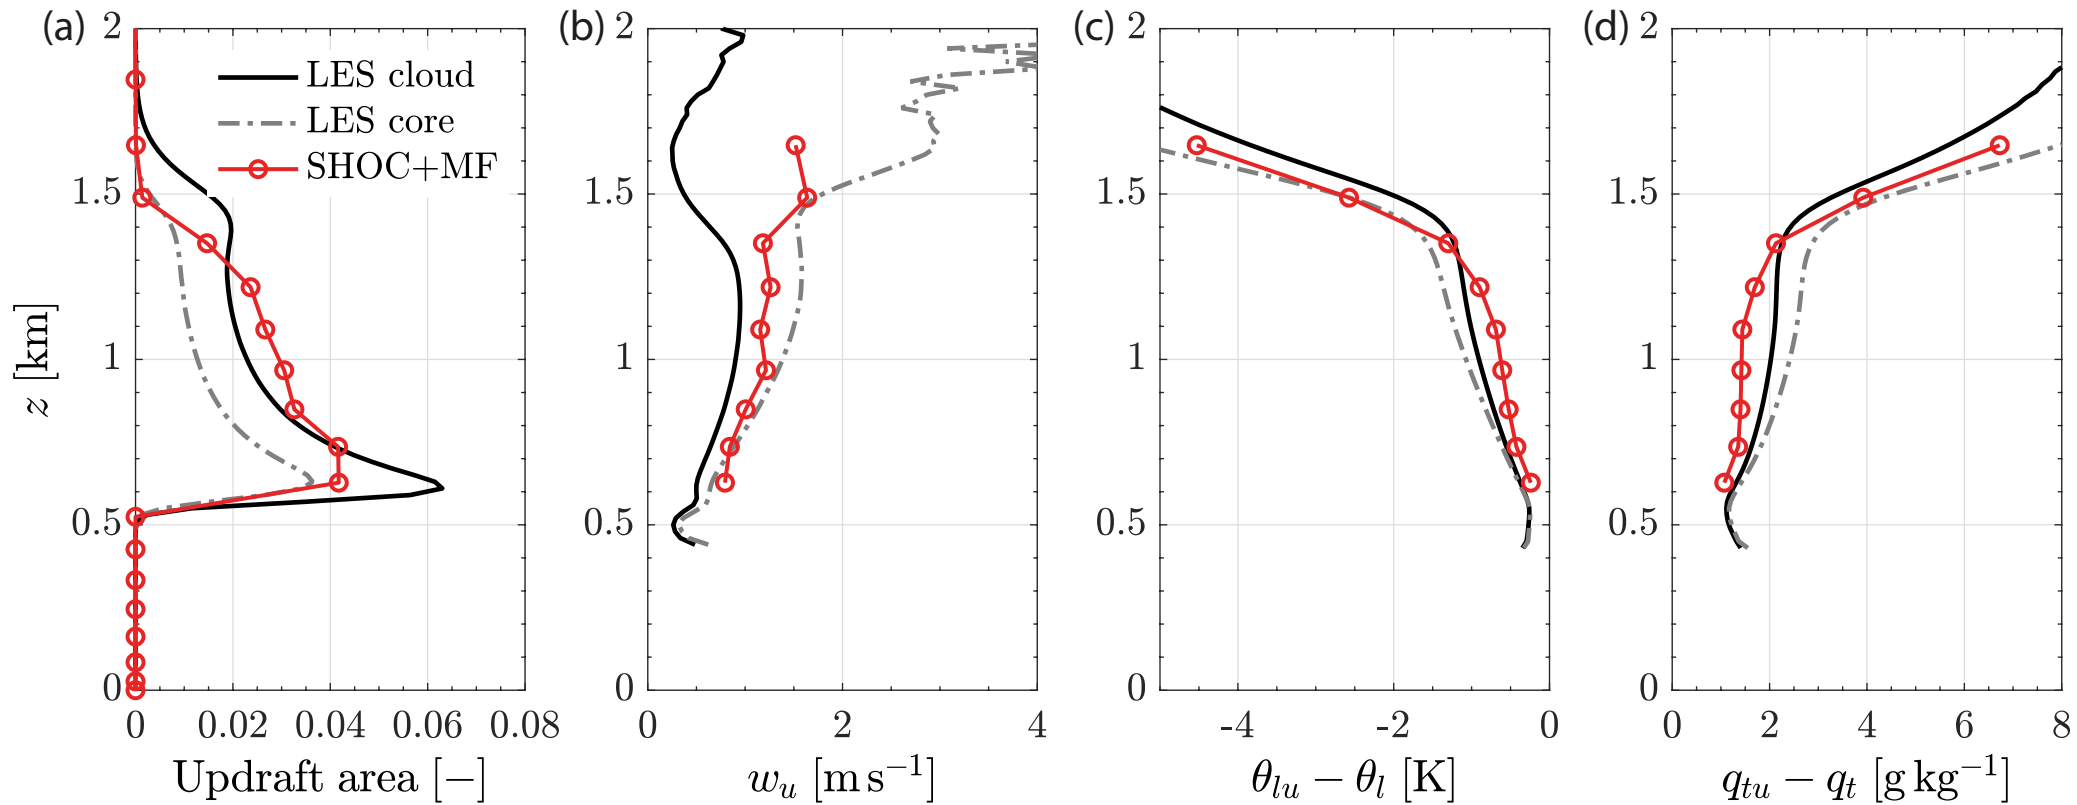 (a) 2 (b) 2 (c) 2 (d) 2
LES cloud
LES core
SHOC+MF
1.5 1.5 1.5 1.5
z [km]
1 1 1 1
0.5 0.5 0.5 0.5
0 0 0 0
0 0.02 0.04 0.06 0.08 0 2 4 -4 -2 0 0 2 4 6 8
Updraft area [−] w_u [m s⁻¹] θ_lu − θ_l [K] q_tu − q_t [g kg⁻¹]